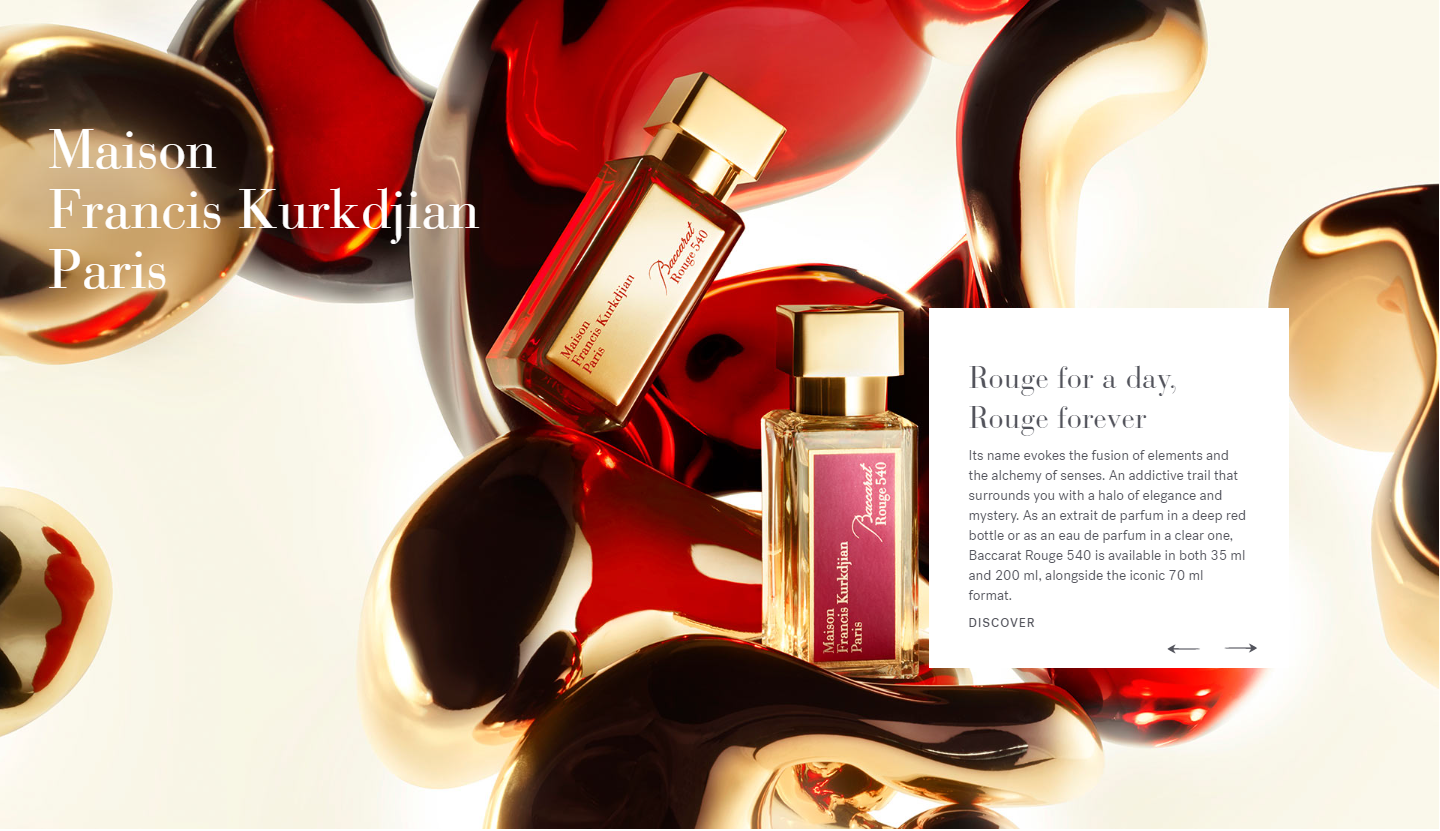 Maison
Francis Kurkdjian
Paris
Baccarat
Rouge 540
Maison
Francis Kurkdjian
Paris
Baccarat
Rouge 540
Maison
Francis Kurkdjian
Paris
Rouge for a day,
Rouge forever
Its name evokes the fusion of elements and
the alchemy of senses. An addictive trail that
surrounds you with a halo of elegance and
mystery. As an extrait de parfum in a deep red
bottle or as an eau de parfum in a clear one,
Baccarat Rouge 540 is available in both 35 ml
and 200 ml, alongside the iconic 70 ml
format.
DISCOVER